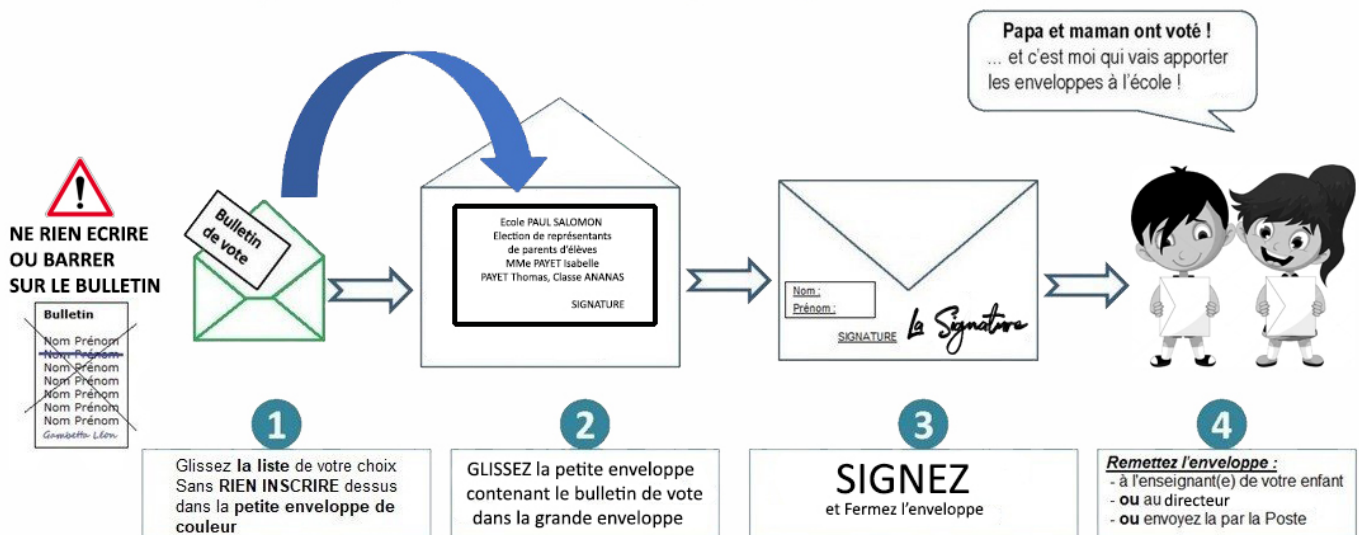 Papa et maman ont voté !
... et c'est moi qui vais apporter
les enveloppes à l'école !
NE RIEN ECRIRE
OU BARRER
SUR LE BULLETIN
Bulletin
Nom Prénom
Nom Prénom
Nom Prénom
Nom Prénom
Nom Prénom
Nom Prénom
Nom Prénom
Gambetta Léon
Bulletin
de vote
Ecole PAUL SALOMON
Election de représentants
de parents d'élèves
MMe PAYET Isabelle
PAYET Thomas, Classe ANANAS
SIGNATURE
Nom :
Prénom :
SIGNATURE
La Signature
1
Glissez la liste de votre choix
Sans RIEN INSCRIRE dessus
dans la petite enveloppe de
couleur
2
GLISSEZ la petite enveloppe
contenant le bulletin de vote
dans la grande enveloppe
3
SIGNEZ
et Fermez l'enveloppe
4
Remettez l'enveloppe :
- à l'enseignant(e) de votre enfant
- ou au directeur
- ou envoyez la par la Poste